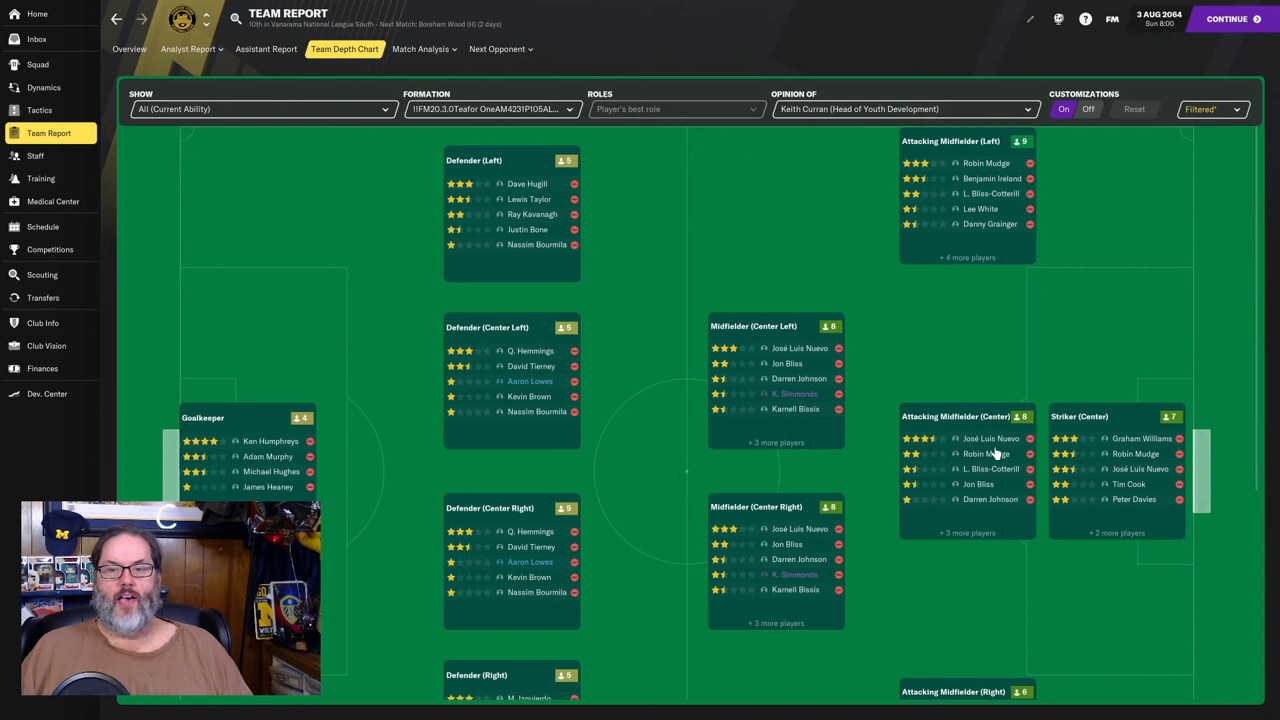 TEAM REPORT
10th in Vanarama National League South - Next Match: Boreham Wood (H) (2 days)
FM
3 AUG 2064
Sun 8:00
CONTINUE
Home
Inbox
Squad
Dynamics
Tactics
Team Report
Staff
Training
Medical Center
Schedule
Competitions
Scouting
Transfers
Club Info
Club Vision
Finances
Dev. Center
Overview
Analyst Report
Assistant Report
Team Depth Chart
Match Analysis
Next Opponent
SHOW
All (Current Ability)
FORMATION
!!FM20.3.0Teafor OneAM4231P105AL...
ROLES
Player's best role
OPINION OF
Keith Curran (Head of Youth Development)
CUSTOMIZATIONS
On
Off
Reset
Filtered*
Goalkeeper 4
Ken Humphreys
Adam Murphy
Michael Hughes
James Heaney
Defender (Left) 5
Dave Hugill
Lewis Taylor
Ray Kavanagh
Justin Bone
Nassim Bourmila
Defender (Center Left) 5
Q. Hemmings
David Tierney
Aaron Lowes
Kevin Brown
Nassim Bourmila
Defender (Center Right) 5
Q. Hemmings
David Tierney
Aaron Lowes
Kevin Brown
Nassim Bourmila
Defender (Right) 5
M. Izquierdo
Midfielder (Center Left) 8
José Luis Nuevo
Jon Bliss
Darren Johnson
K. Simmonds
Karnell Bissix
+ 3 more players
Midfielder (Center Right) 8
José Luis Nuevo
Jon Bliss
Darren Johnson
K. Simmonds
Karnell Bissix
+ 3 more players
Attacking Midfielder (Left) 9
Robin Mudge
Benjamin Ireland
L. Bliss-Cotterill
Lee White
Danny Grainger
+ 4 more players
Attacking Midfielder (Center) 8
José Luis Nuevo
Robin Mudge
L. Bliss-Cotterill
Jon Bliss
Darren Johnson
+ 3 more players
Attacking Midfielder (Right) 6
Striker (Center) 7
Graham Williams
Robin Mudge
José Luis Nuevo
Tim Cook
Peter Davies
+ 2 more players